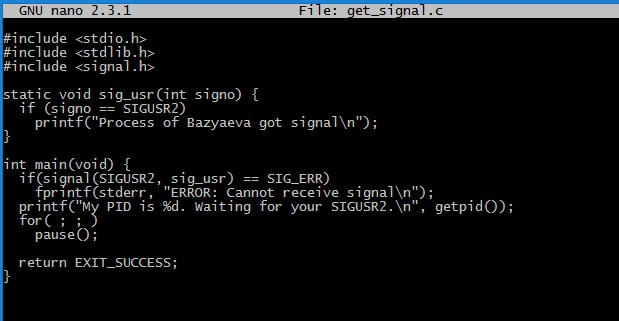 GNU nano 2.3.1 File: get_signal.c
#include <stdio.h>
#include <stdlib.h>
#include <signal.h>
static void sig_usr(int signo) {
if (signo == SIGUSR2)
printf("Process of Bazyaeva got signal\n");
}
int main(void) {
if(signal(SIGUSR2, sig_usr) == SIG_ERR)
fprintf(stderr, "ERROR: Cannot receive signal\n");
printf("My PID is %d. Waiting for your SIGUSR2.\n", getpid());
for( ; ; )
pause();
return EXIT_SUCCESS;
}